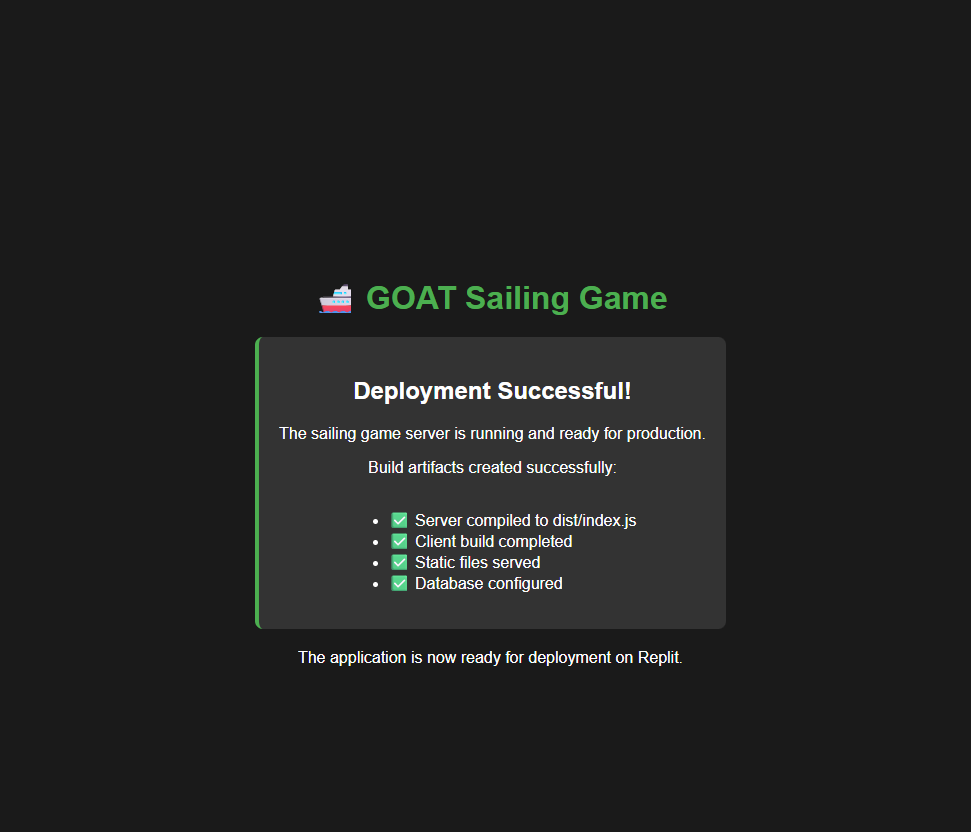 GOAT Sailing Game
Deployment Successful!
The sailing game server is running and ready for production.
Build artifacts created successfully:
• ✅ Server compiled to dist/index.js
• ✅ Client build completed
• ✅ Static files served
• ✅ Database configured
The application is now ready for deployment on Replit.